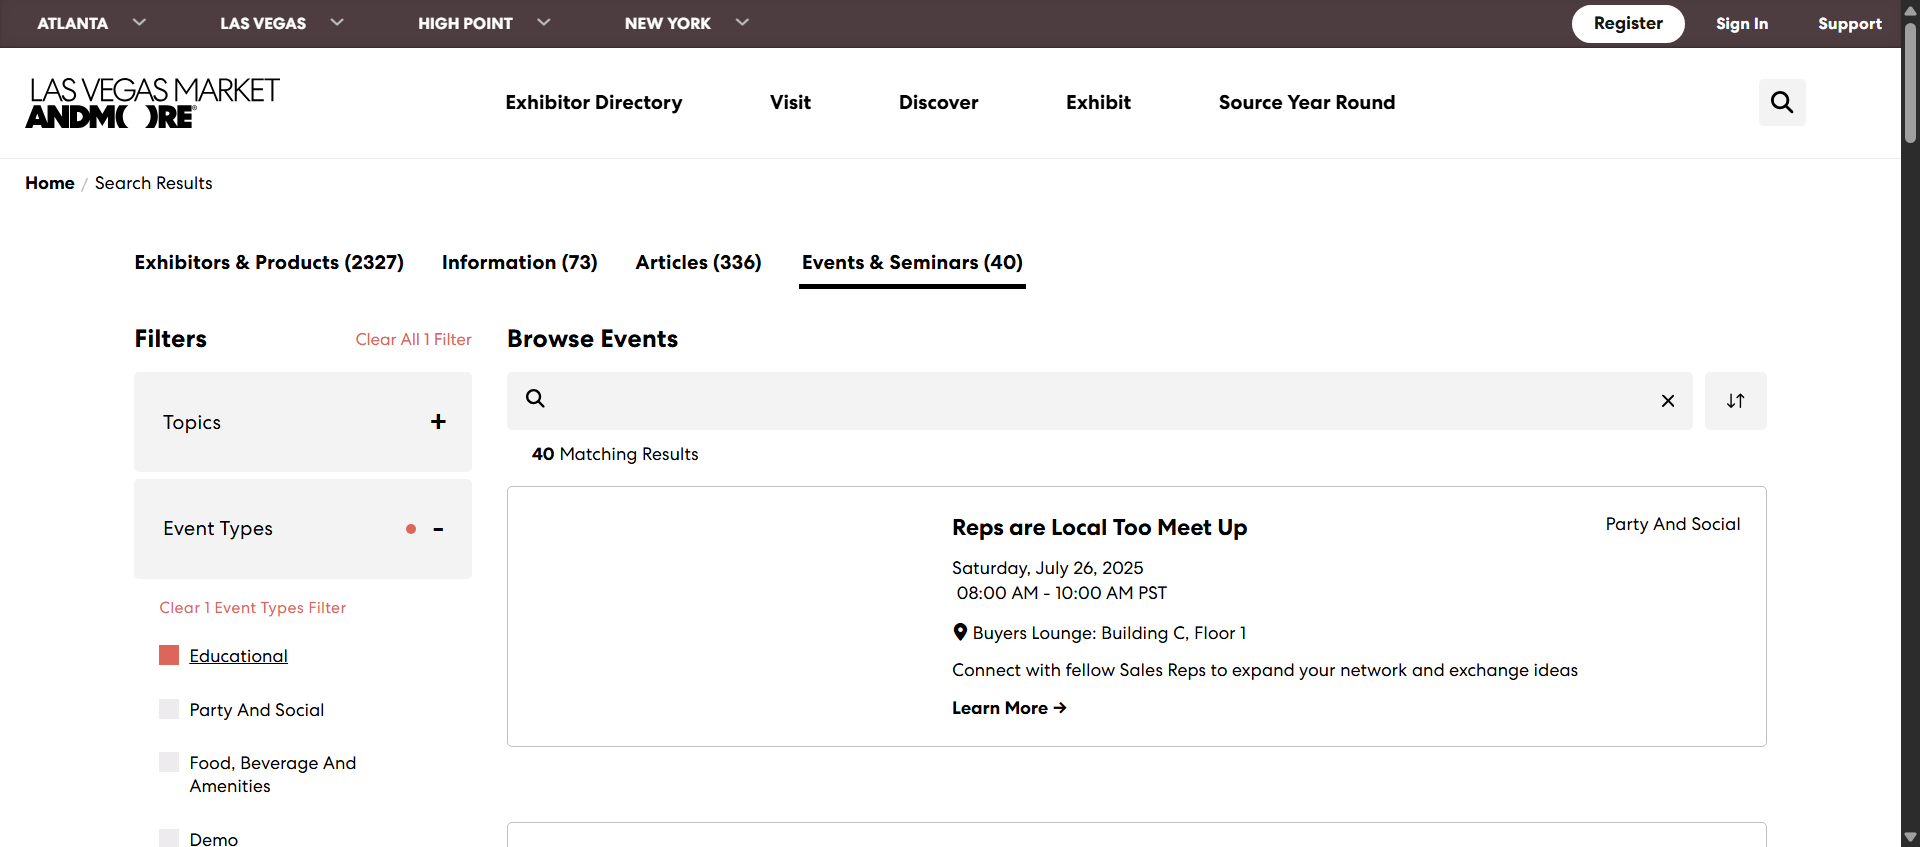 ATLANTA
LAS VEGAS
HIGH POINT
NEW YORK
Register
Sign In
Support
LAS VEGAS MARKET
ANDMORE®
Exhibitor Directory
Visit
Discover
Exhibit
Source Year Round
Home / Search Results
Exhibitors & Products (2327)
Information (73)
Articles (336)
Events & Seminars (40)
Filters
Clear All 1 Filter
Topics
Event Types
Clear 1 Event Types Filter
Educational
Party And Social
Food, Beverage And
Amenities
Demo
Browse Events
40 Matching Results
Reps are Local Too Meet Up
Party And Social
Saturday, July 26, 2025
08:00 AM - 10:00 AM PST
Buyers Lounge: Building C, Floor 1
Connect with fellow Sales Reps to expand your network and exchange ideas
Learn More →